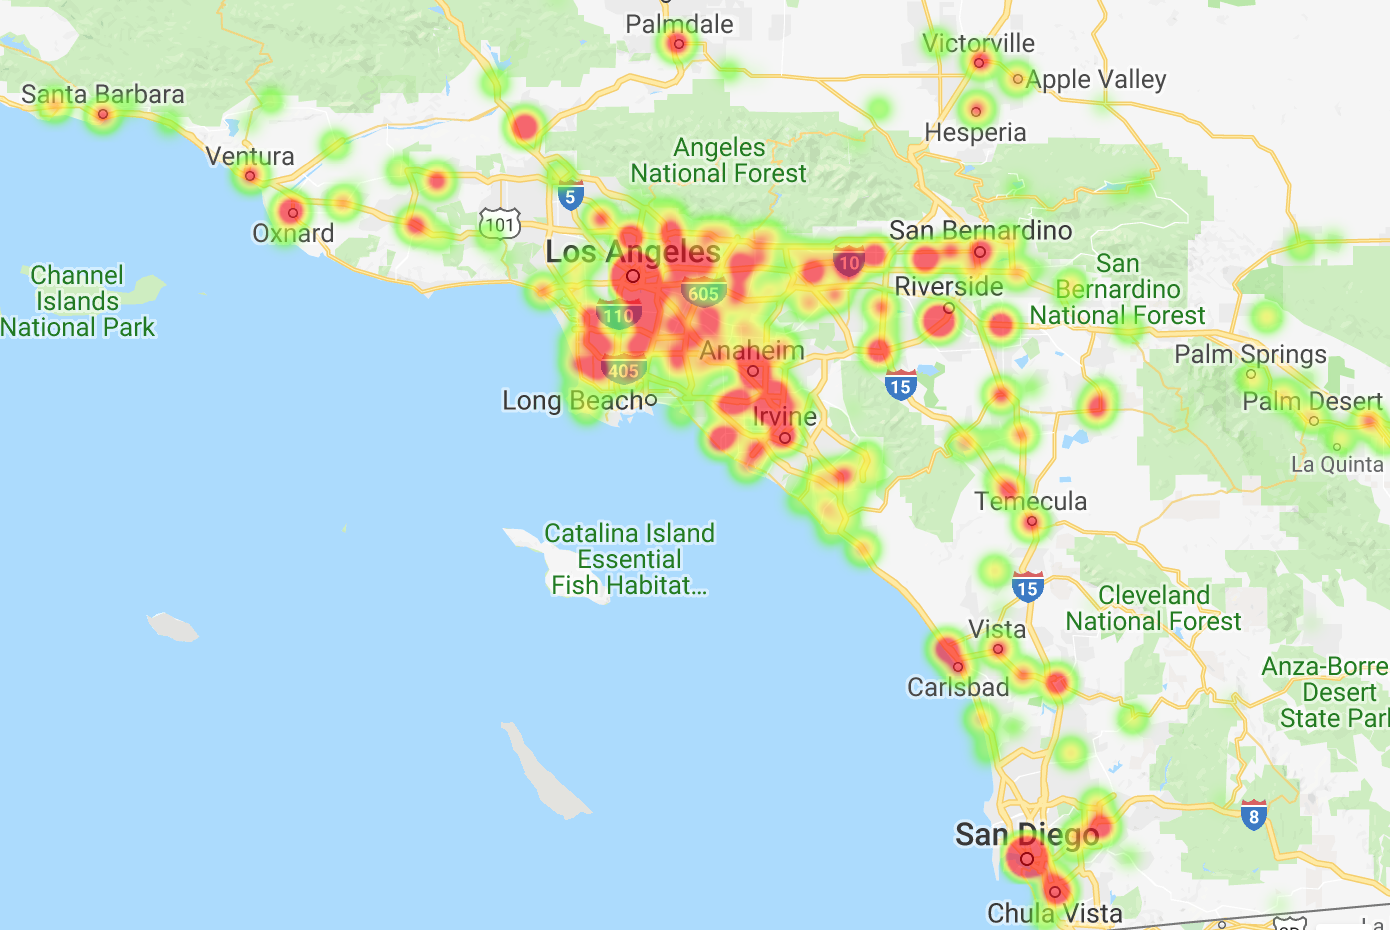 Palmdale
Victorville
Apple Valley
Santa Barbara
Hesperia
Angeles
National Forest
Ventura
5
101
Oxnard
San Bernardino
Los Angeles
10
San
Bernardino
National Forest
Channel
Islands
National Park
605
Riverside
110
Anaheim
Palm Springs
405
15
Long Beach
Irvine
Palm Desert
La Quinta
Temecula
Catalina Island
Essential
Fish Habitat...
15
Cleveland
National Forest
Vista
Anza-Borre
Desert
State Par
Carlsbad
8
San Diego
Chula Vista
La